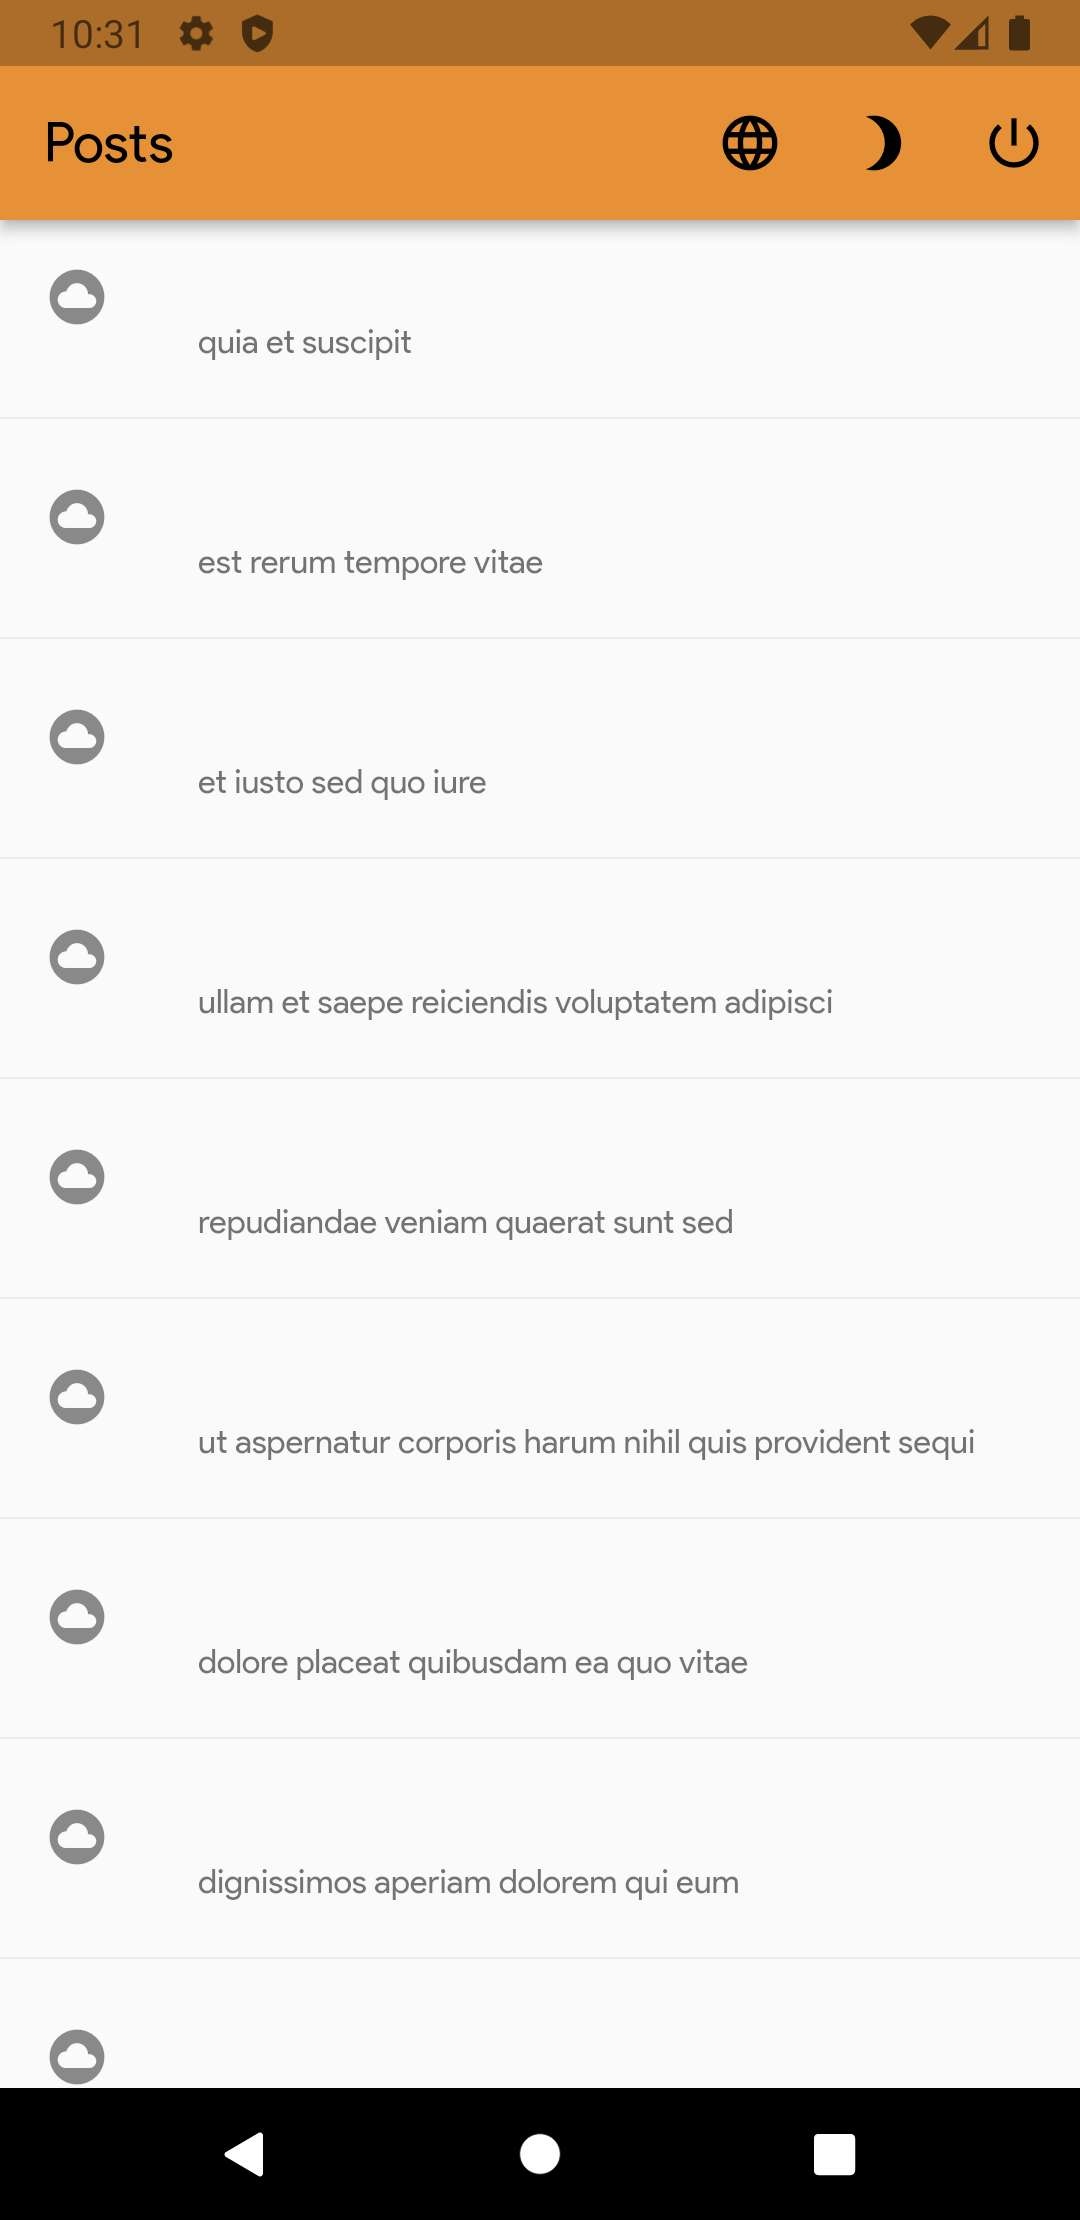 10:31
Posts
quia et suscipit
est rerum tempore vitae
et iusto sed quo iure
ullam et saepe reiciendis voluptatem adipisci
repudiandae veniam quaerat sunt sed
ut aspernatur corporis harum nihil quis provident sequi
dolore placeat quibusdam ea quo vitae
dignissimos aperiam dolorem qui eum